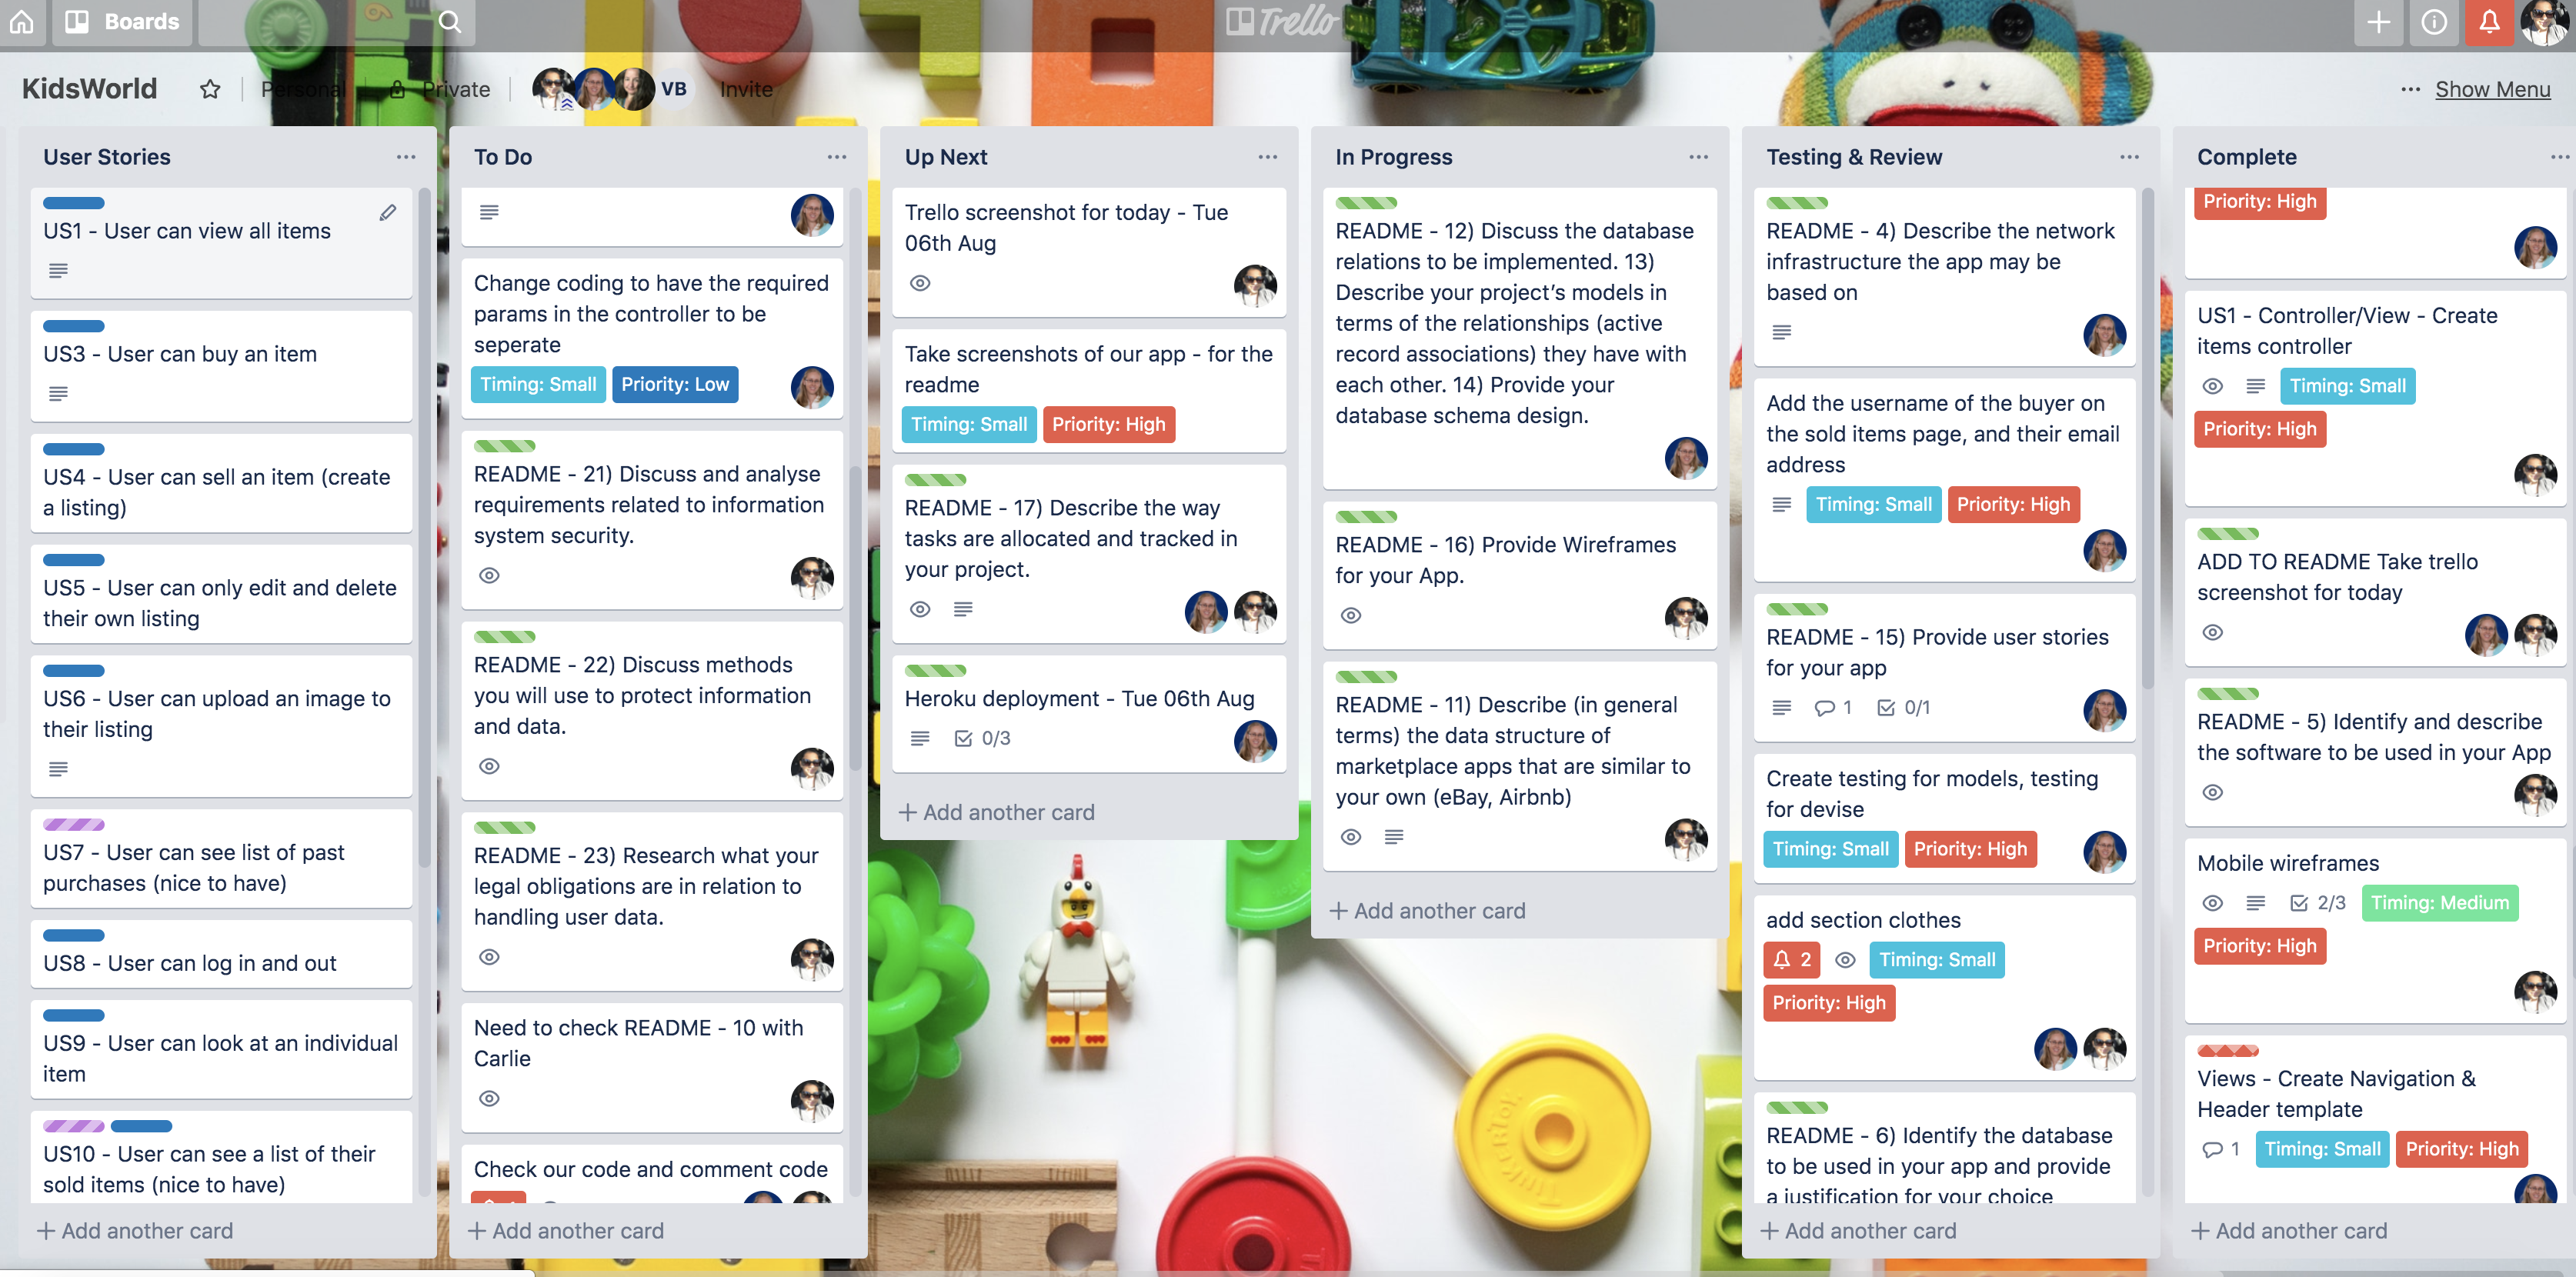 Boards
Trello
KidsWorld
Personal
Private
VB
Invite
Show Menu
User Stories
US1 - User can view all items
US3 - User can buy an item
US4 - User can sell an item (create
a listing)
US5 - User can only edit and delete
their own listing
US6 - User can upload an image to
their listing
US7 - User can see list of past
purchases (nice to have)
US8 - User can log in and out
US9 - User can look at an individual
item
US10 - User can see a list of their
sold items (nice to have)
Add another card
To Do
Change coding to have the required
params in the controller to be
seperate
Timing: Small Priority: Low
README - 21) Discuss and analyse
requirements related to information
system security.
README - 22) Discuss methods
you will use to protect information
and data.
README - 23) Research what your
legal obligations are in relation to
handling user data.
Need to check README - 10 with
Carlie
Check our code and comment code
Add another card
Up Next
Trello screenshot for today - Tue
06th Aug
Take screenshots of our app - for the
readme
Timing: Small Priority: High
README - 17) Describe the way
tasks are allocated and tracked in
your project.
Heroku deployment - Tue 06th Aug
0/3
Add another card
In Progress
README - 12) Discuss the database
relations to be implemented. 13)
Describe your project’s models in
terms of the relationships (active
record associations) they have with
each other. 14) Provide your
database schema design.
README - 16) Provide Wireframes
for your App.
README - 11) Describe (in general
terms) the data structure of
marketplace apps that are similar to
your own (eBay, Airbnb)
Add another card
Testing & Review
README - 4) Describe the network
infrastructure the app may be
based on
Add the username of the buyer on
the sold items page, and their email
address
Timing: Small Priority: High
README - 15) Provide user stories
for your app
1 0/1
Create testing for models, testing
for devise
Timing: Small Priority: High
add section clothes
2 Timing: Small
Priority: High
README - 6) Identify the database
to be used in your app and provide
a justification for your choice
Add another card
Complete
Priority: High
US1 - Controller/View - Create
items controller
Timing: Small
Priority: High
ADD TO README Take trello
screenshot for today
README - 5) Identify and describe
the software to be used in your App
Mobile wireframes
2/3 Timing: Medium
Priority: High
Views - Create Navigation &
Header template
1 Timing: Small Priority: High
Add another card